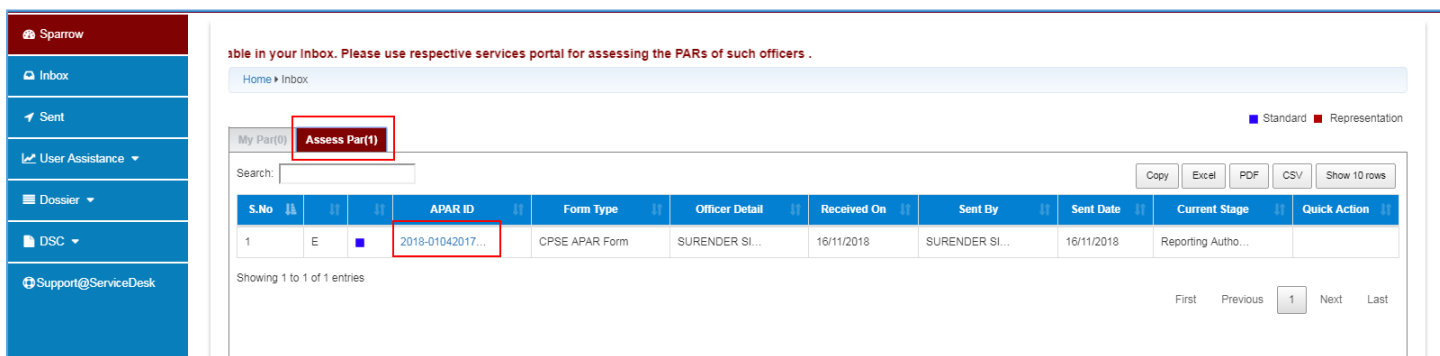 Sparrow
Inbox
Sent
User Assistance
Dossier
DSC
Support@ServiceDesk
able in your Inbox. Please use respective services portal for assessing the PARs of such officers .
Home Inbox
Standard Representation
My Par(0) Assess Par(1)
Search: Copy Excel PDF CSV Show 10 rows
S.No APAR ID Form Type Officer Detail Received On Sent By Sent Date Current Stage Quick Action
1 E 2018-01042017... CPSE APAR Form SURENDER SI... 16/11/2018 SURENDER SI... 16/11/2018 Reporting Autho...
Showing 1 to 1 of 1 entries
First Previous 1 Next Last